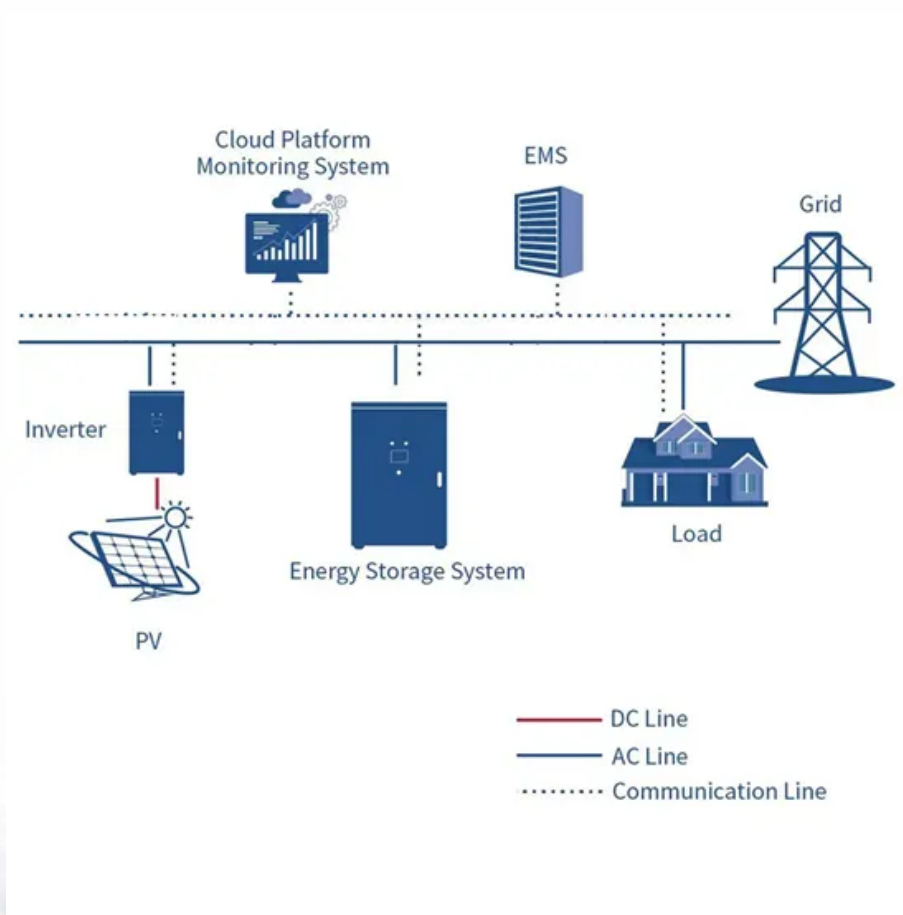 Cloud Platform
Monitoring System
EMS
Grid
Inverter
Load
Energy Storage System
PV
DC Line
AC Line
Communication Line